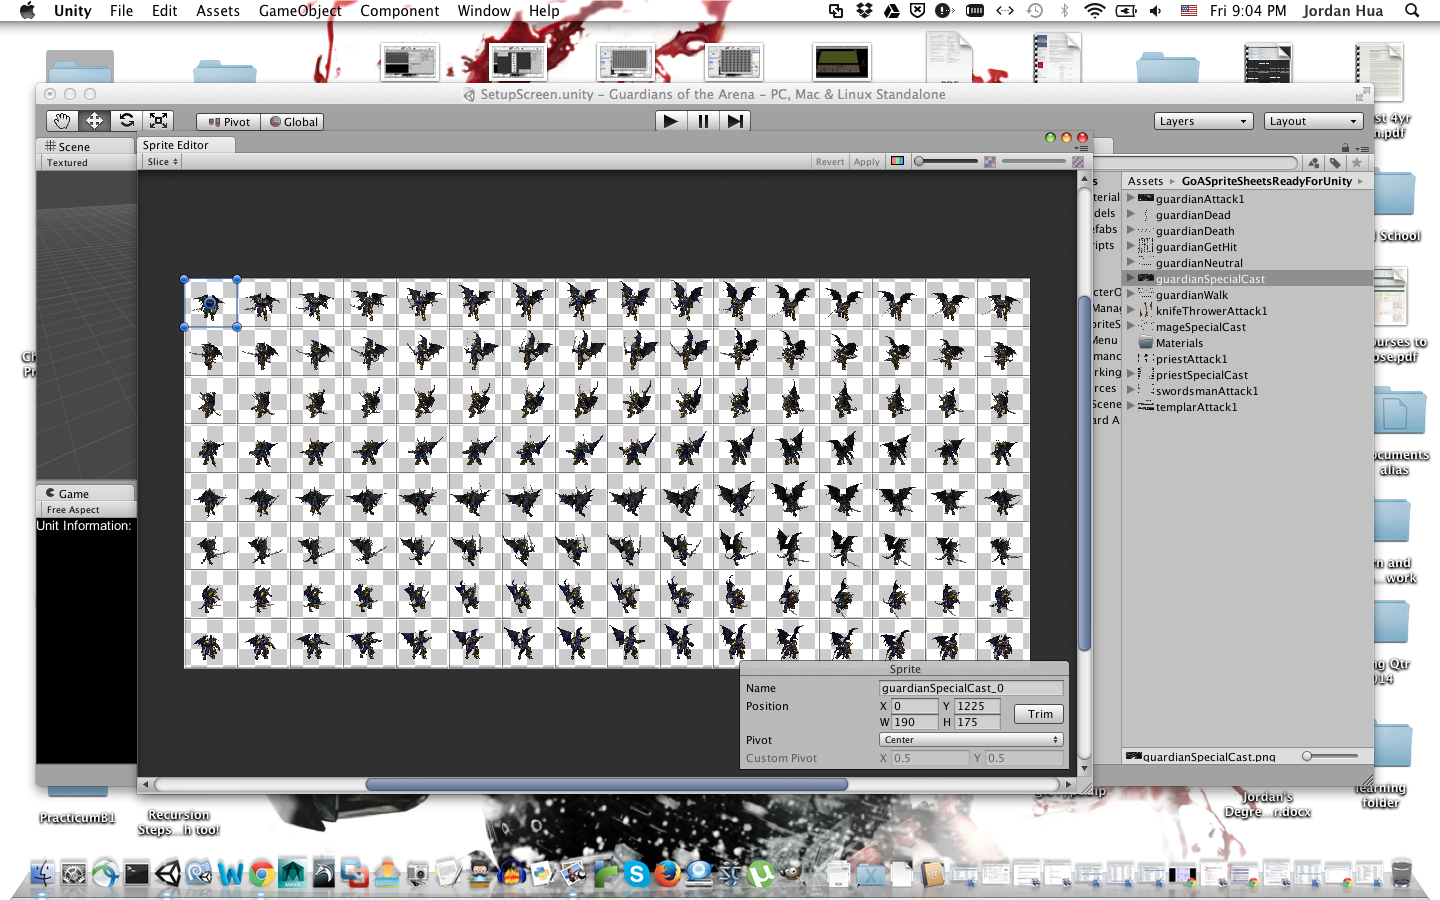 Unity File Edit Assets GameObject Component Window Help Fri 9:04 PM Jordan Hua
SetupScreen.unity – Guardians of the Arena – PC, Mac & Linux Standalone
Pivot Global Layers Layout
Scene
Textured
Sprite Editor
Slice Revert Apply
Assets GoASpriteSheetsReadyForUnity
guardianAttack1
guardianDead
guardianDeath
guardianGetHit
guardianNeutral
guardianSpecialCast
guardianWalk
knifeThrowerAttack1
mageSpecialCast
Materials
priestAttack1
priestSpecialCast
swordsmanAttack1
templarAttack1
Game
Free Aspect
Unit Information:
Sprite
Name guardianSpecialCast_0
Position X 0 Y 1225
W 190 H 175
Trim
Pivot Center
Custom Pivot X 0.5 Y 0.5
guardianSpecialCast.png
School
alias
PracticumB1
Recursion
Steps...h too!
Jordan's
Degre...r.docx
learning
folder
MAYA